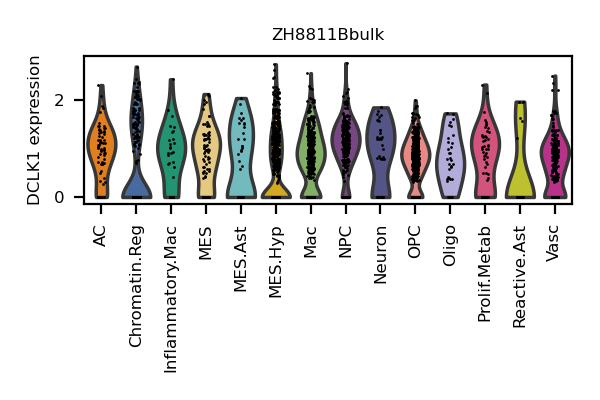 ZH8811Bbulk
DCLK1 expression
2
0
AC
Chromatin.Reg
Inflammatory.Mac
MES
MES.Ast
MES.Hyp
Mac
NPC
Neuron
OPC
Oligo
Prolif.Metab
Reactive.Ast
Vasc